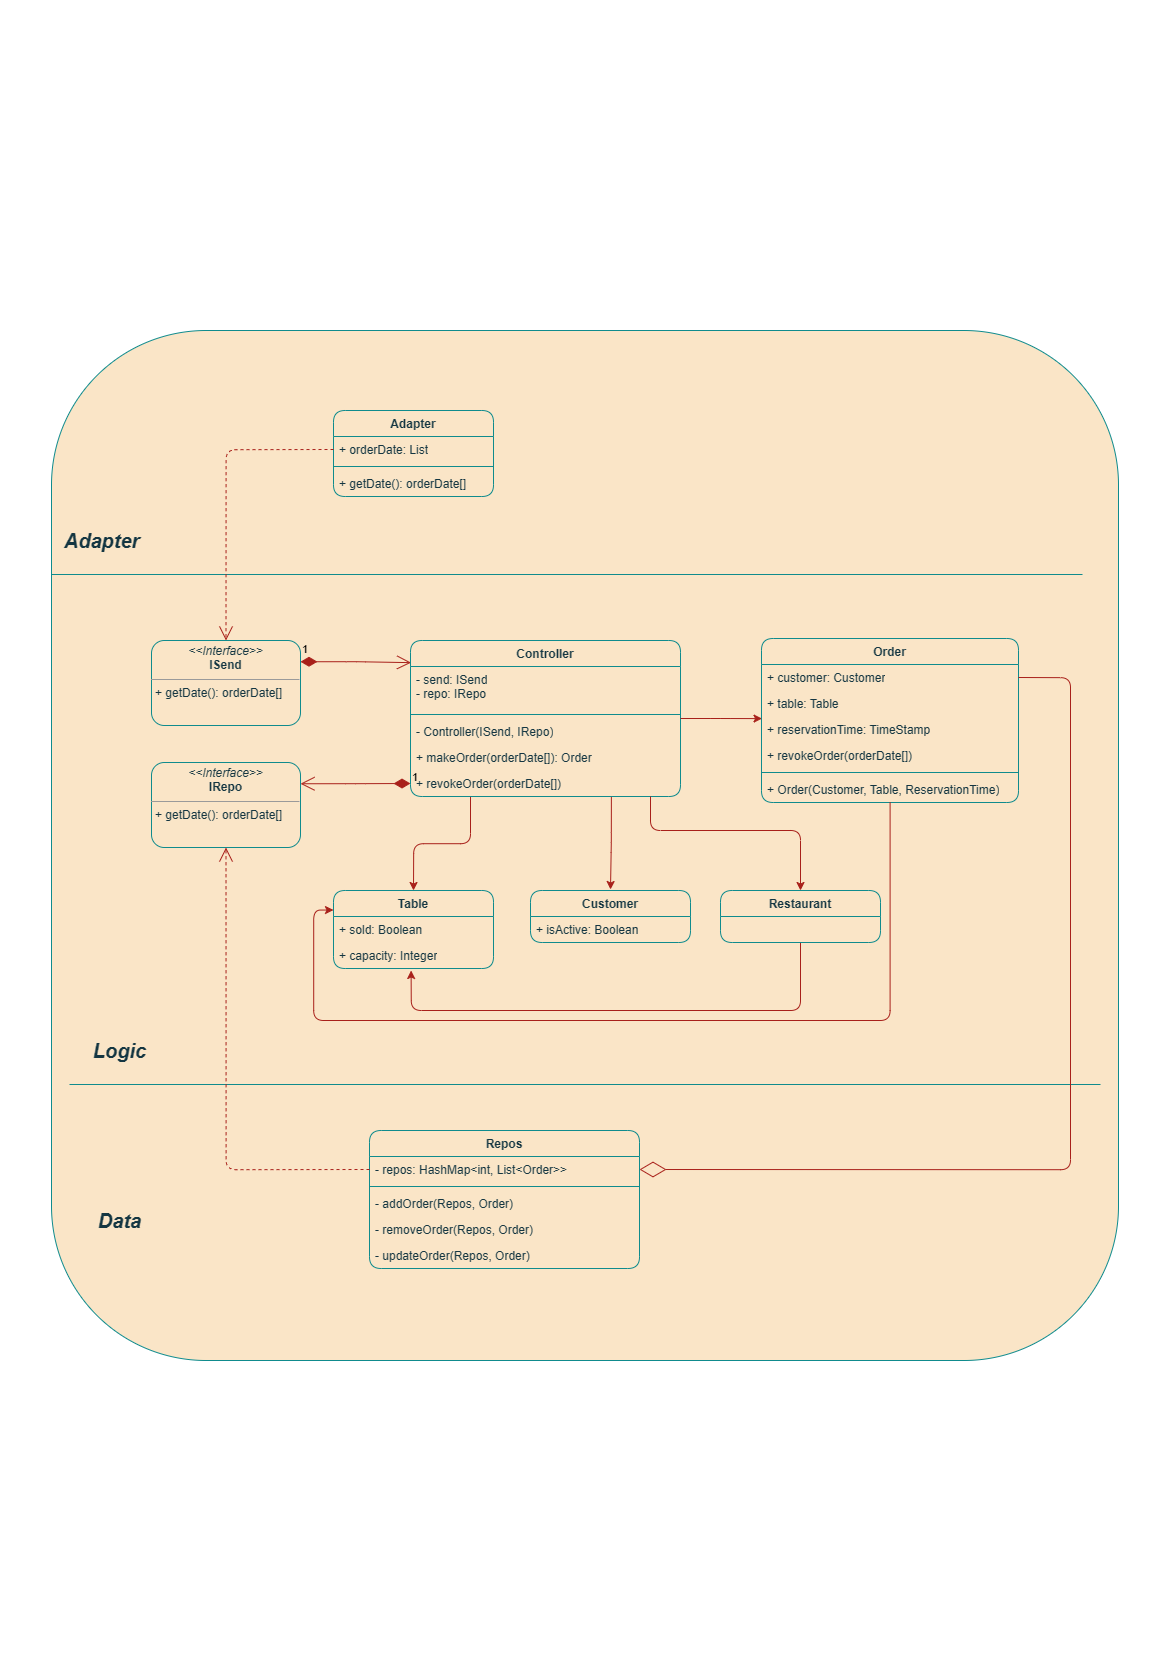 Adapter
+ orderDate: List
+ getDate(): orderDate[]
Adapter
<<Interface>>
ISend
+ getDate(): orderDate[]
1
Controller
- send: ISend
- repo: IRepo
- Controller(ISend, IRepo)
+ makeOrder(orderDate[]): Order
+ revokeOrder(orderDate[])
Order
+ customer: Customer
+ table: Table
+ reservationTime: TimeStamp
+ revokeOrder(orderDate[])
+ Order(Customer, Table, ReservationTime)
<<Interface>>
IRepo
+ getDate(): orderDate[]
1
Table
+ sold: Boolean
+ capacity: Integer
Customer
+ isActive: Boolean
Restaurant
Logic
Repos
- repos: HashMap<int, List<Order>>
- addOrder(Repos, Order)
- removeOrder(Repos, Order)
- updateOrder(Repos, Order)
Data